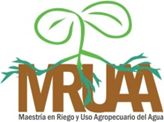 MRUAA
Maestría en Riego y Uso Agropecuario del Agua